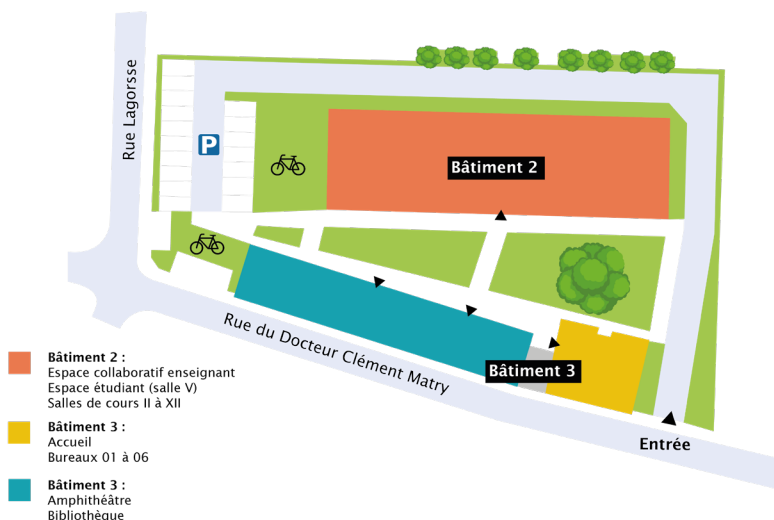 Rue Lagorsse
P
Bâtiment 2
Rue du Docteur Clément Matry
Bâtiment 3
Entrée
Bâtiment 2 :
Espace collaboratif enseignant
Espace étudiant (salle V)
Salles de cours II à XII
Bâtiment 3 :
Accueil
Bureaux 01 à 06
Bâtiment 3 :
Amphithéâtre
Bibliothèque